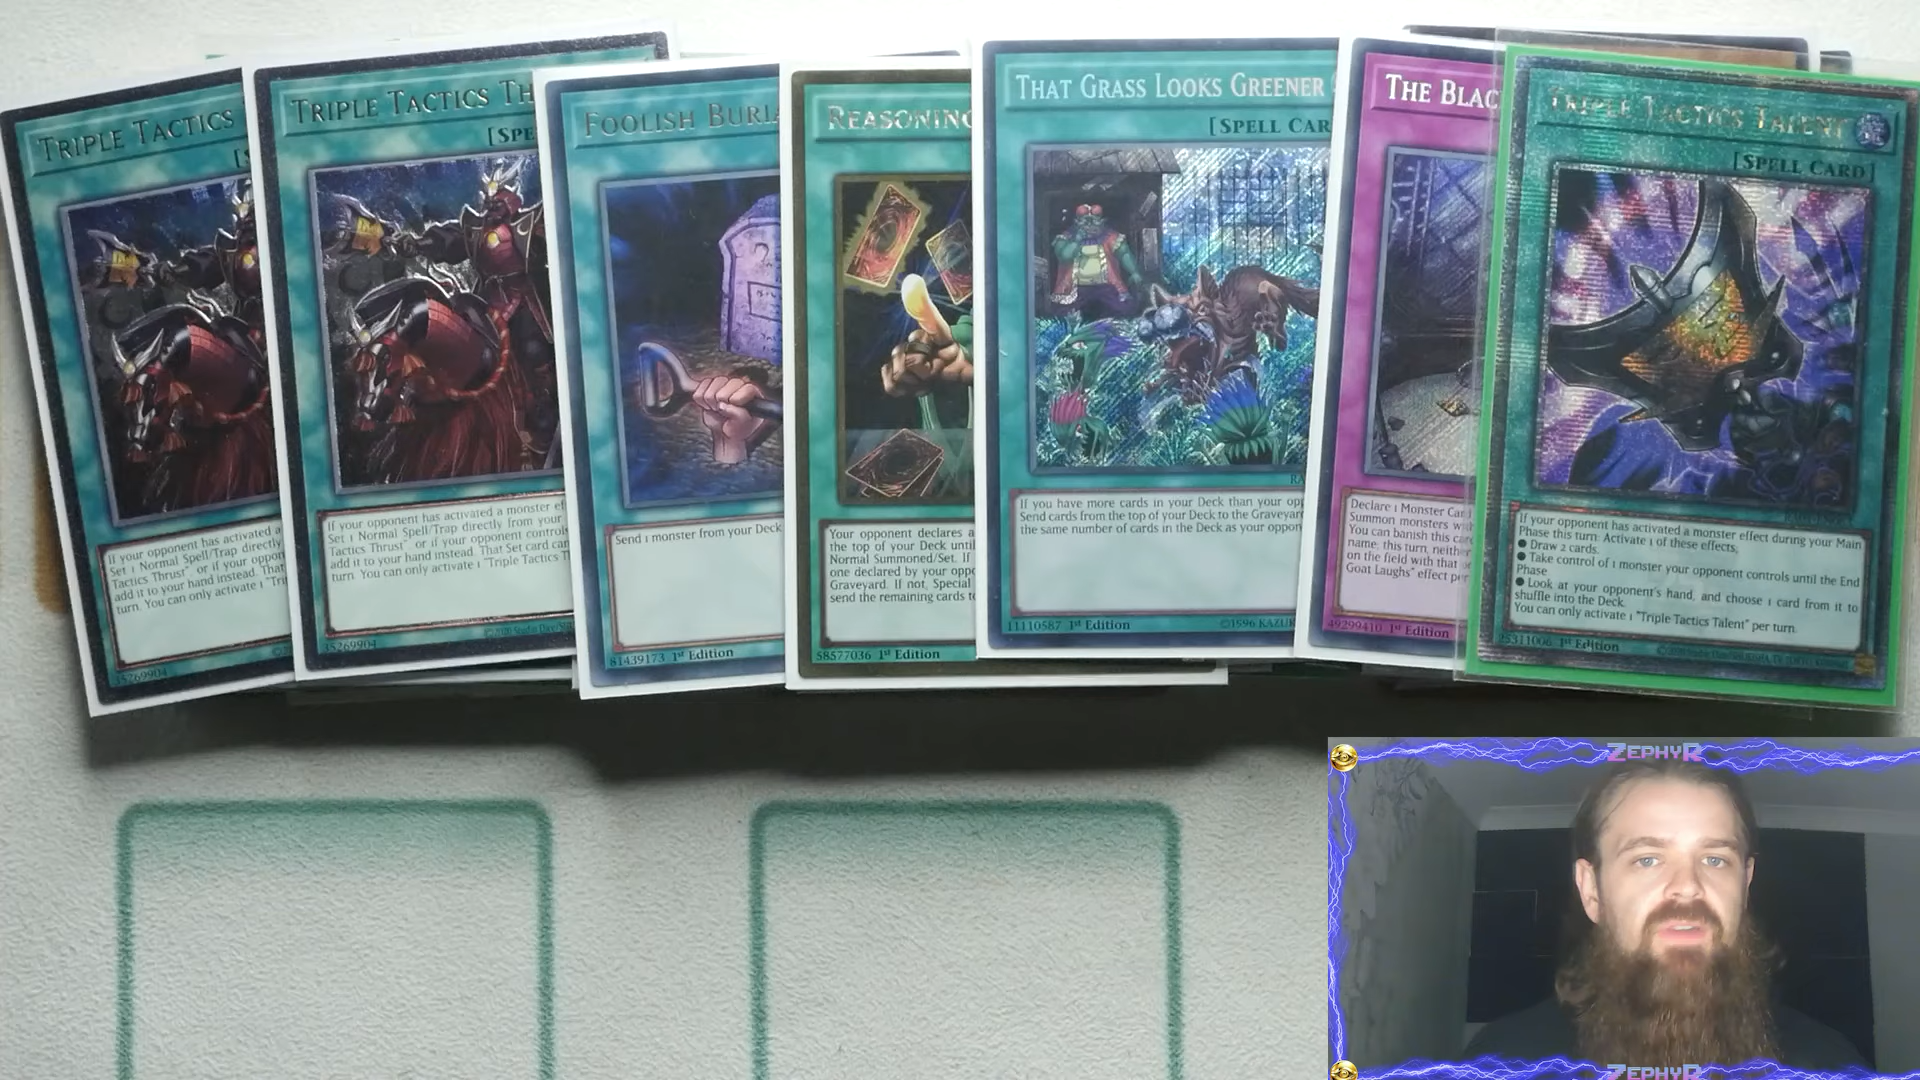 TRIPLE TACTICS
If your opponent has activated a
Set 1 Normal Spell/Trap directly
Tactics Thrust" or if your oppon
add it to your hand instead. That
turn. You can only activate 1 "Tri
35269904
TRIPLE TACTICS TH
[SPE
If your opponent has activated a monster ef
Set 1 Normal Spell/Trap directly from your
Tactics Thrust" or if your opponent controls
add it to your hand instead. That Set card can
turn. You can only activate 1 "Triple Tactics T
35269904
FOOLISH BURIA
Send 1 monster from your Deck
81439173 1st Edition
REASONING
Your opponent declares a
the top of your Deck until
Normal Summoned/Set. If
one declared by your oppo
Graveyard. If not, Special
send the remaining cards to
58577036 1st Edition
THAT GRASS LOOKS GREENER
[SPELL CAR
RA
If you have more cards in your Deck than your opp
Send cards from the top of your Deck to the Graveyar
the same number of cards in the Deck as your oppon
11110587 1st Edition ©1996 KAZUK
THE BLAC
Declare 1 Monster Car
Summon monsters with
You can banish this car
name; this turn, neither
on the field with that or
Goat Laughs" effect per
49299410 1st Edition
TRIPLE TACTICS TALENT
[SPELL CARD]
If your opponent has activated a monster effect during your Main
Phase this turn: Activate 1 of these effects;
● Draw 2 cards.
● Take control of 1 monster your opponent controls until the End
Phase.
● Look at your opponent's hand, and choose 1 card from it to
shuffle into the Deck.
You can only activate 1 "Triple Tactics Talent" per turn.
25311006 1st Edition
ZEPHYR
ZEPHYR